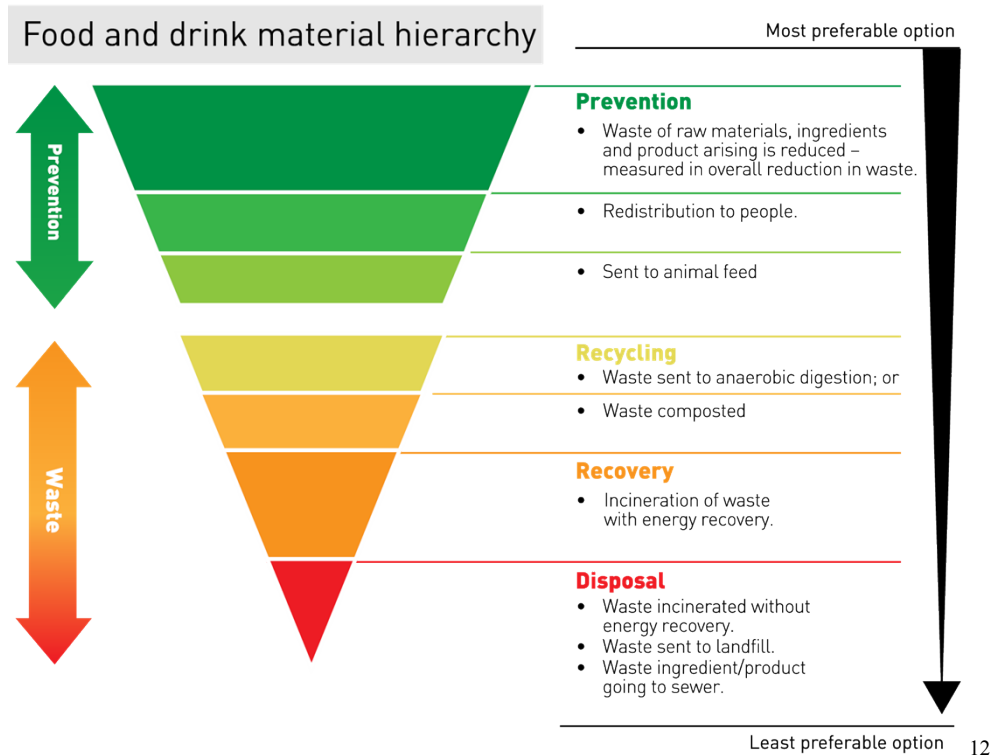 Food and drink material hierarchy
Most preferable option
Prevention
Prevention
• Waste of raw materials, ingredients
and product arising is reduced –
measured in overall reduction in waste.
• Redistribution to people.
• Sent to animal feed
Waste
Recycling
• Waste sent to anaerobic digestion; or
• Waste composted
Recovery
• Incineration of waste
with energy recovery.
Disposal
• Waste incinerated without
energy recovery.
• Waste sent to landfill.
• Waste ingredient/product
going to sewer.
Least preferable option
12